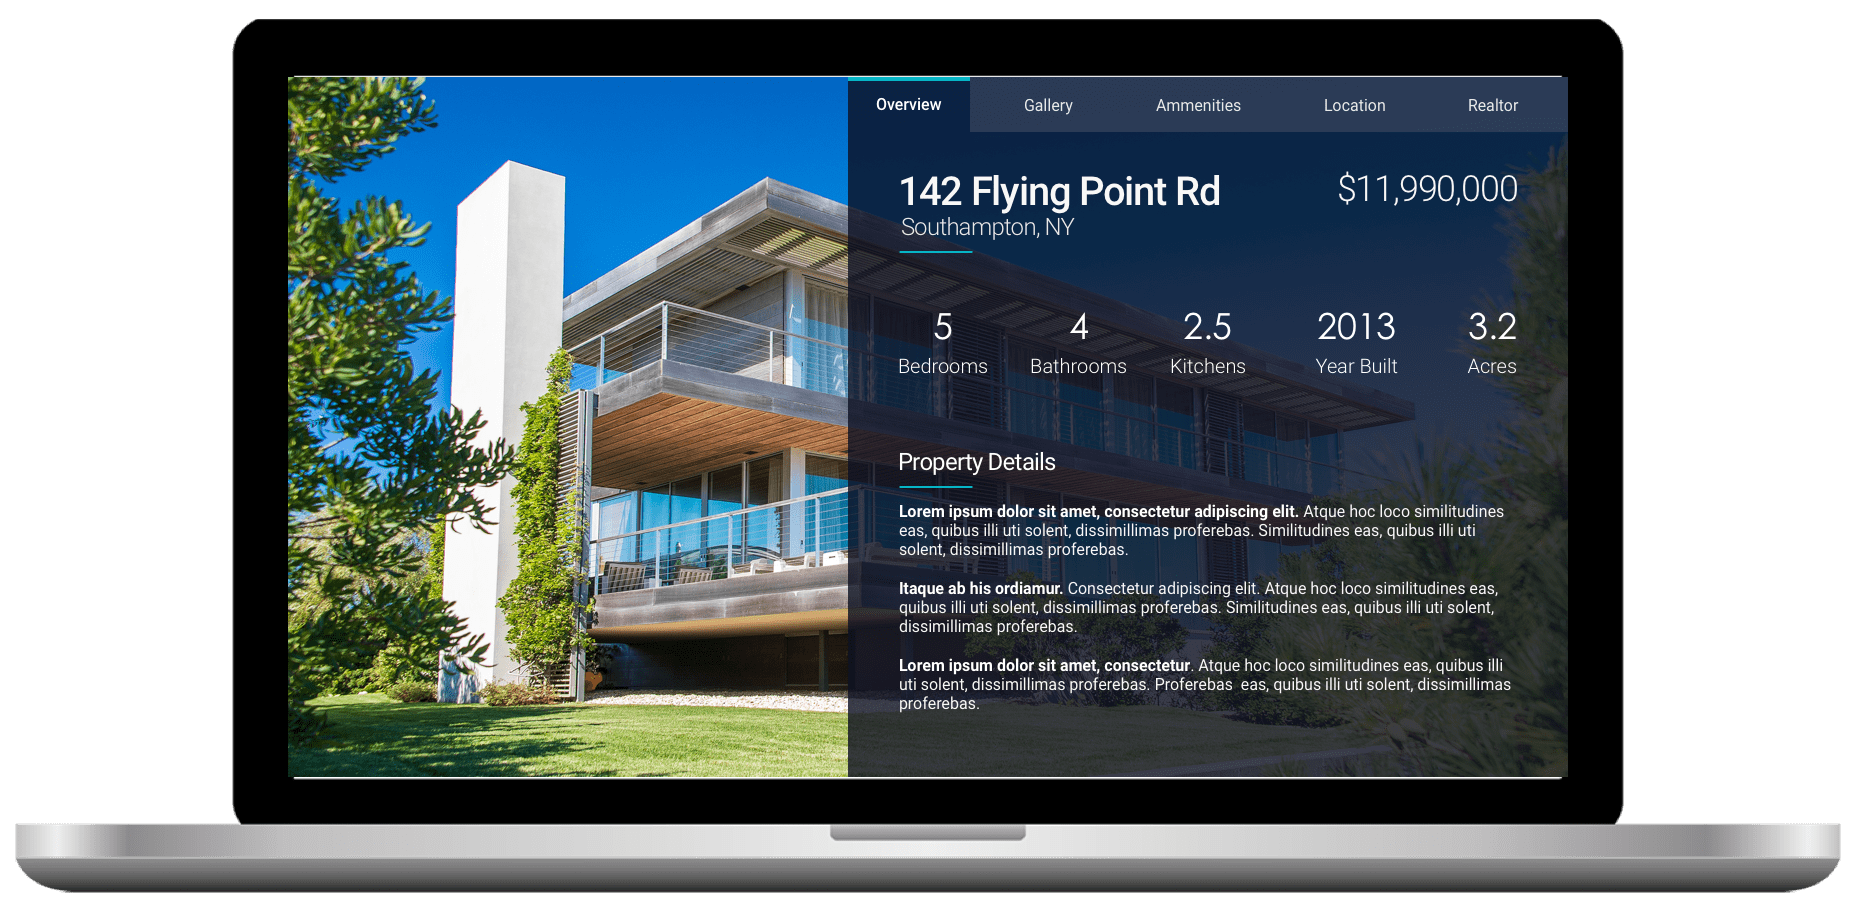 Overview Gallery Ammenities Location Realtor
142 Flying Point Rd $11,990,000
Southampton, NY
5 4 2.5 2013 3.2
Bedrooms Bathrooms Kitchens Year Built Acres
Property Details
Lorem ipsum dolor sit amet, consectetur adipiscing elit. Atque hoc loco similitudines
eas, quibus illi uti solent, dissimillimas proferebas. Similitudines eas, quibus illi uti
solent, dissimillimas proferebas.
Itaque ab his ordiamur. Consectetur adipiscing elit. Atque hoc loco similitudines eas,
quibus illi uti solent, dissimillimas proferebas. Similitudines eas, quibus illi uti solent,
dissimillimas proferebas.
Lorem ipsum dolor sit amet, consectetur. Atque hoc loco similitudines eas, quibus illi
uti solent, dissimillimas proferebas. Proferebas eas, quibus illi uti solent, dissimillimas
proferebas.